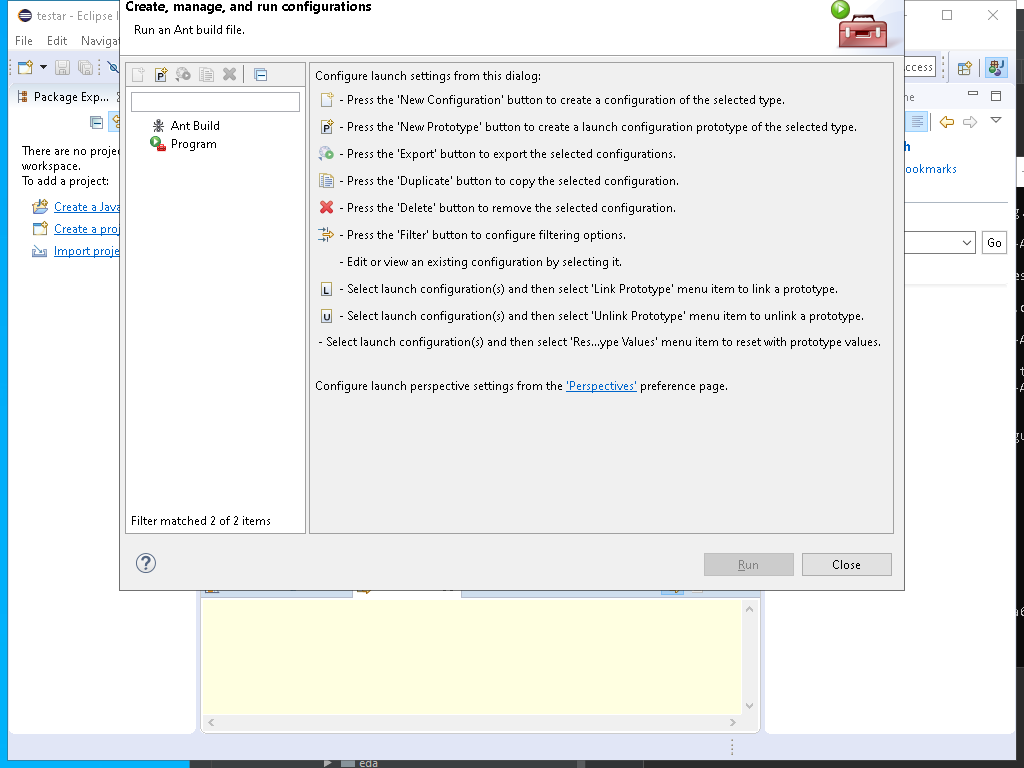 Create, manage, and run configurations
testar - Eclipse I
Run an Ant build file.
File Edit Navigat
ccess
Package Exp...
Configure launch settings from this dialog:
- Press the 'New Configuration' button to create a configuration of the selected type.
Ant Build
- Press the 'New Prototype' button to create a launch configuration prototype of the selected type.
Program
There are no projec
workspace.
- Press the 'Export' button to export the selected configurations.
ookmarks
To add a project:
- Press the 'Duplicate' button to copy the selected configuration.
Create a Java
- Press the 'Delete' button to remove the selected configuration.
Create a proj
- Press the 'Filter' button to configure filtering options.
Go
Import proje
- Edit or view an existing configuration by selecting it.
L - Select launch configuration(s) and then select 'Link Prototype' menu item to link a prototype.
U - Select launch configuration(s) and then select 'Unlink Prototype' menu item to unlink a prototype.
- Select launch configuration(s) and then select 'Res...ype Values' menu item to reset with prototype values.
Configure launch perspective settings from the 'Perspectives' preference page.
Filter matched 2 of 2 items
?
Run
Close
eda